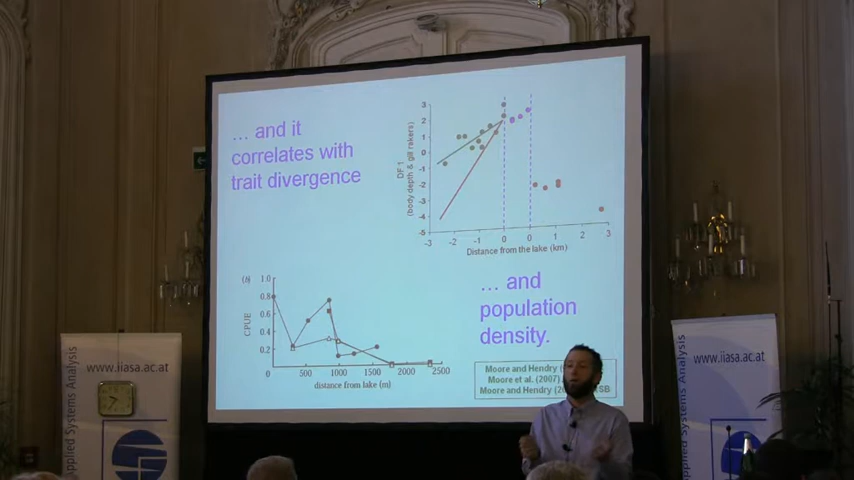 ... and it
correlates with
trait divergence
DF 1
(body depth & gill rakers)
3
2
1
0
-1
-2
-3
-4
-5
-3
-2
-1
0
0
1
2
3
Distance from the lake (km)
(b)
1.0
0.8
0.6
0.4
0.2
CPUE
0
500
1000
1500
2000
2500
distance from lake (m)
... and
population
density.
Moore and Hendry
Moore et al. (2007)
Moore and Hendry
SB
www.iiasa.ac.at
Applied Systems Analysis
www.iiasa.ac.at
Applied Systems Analysis